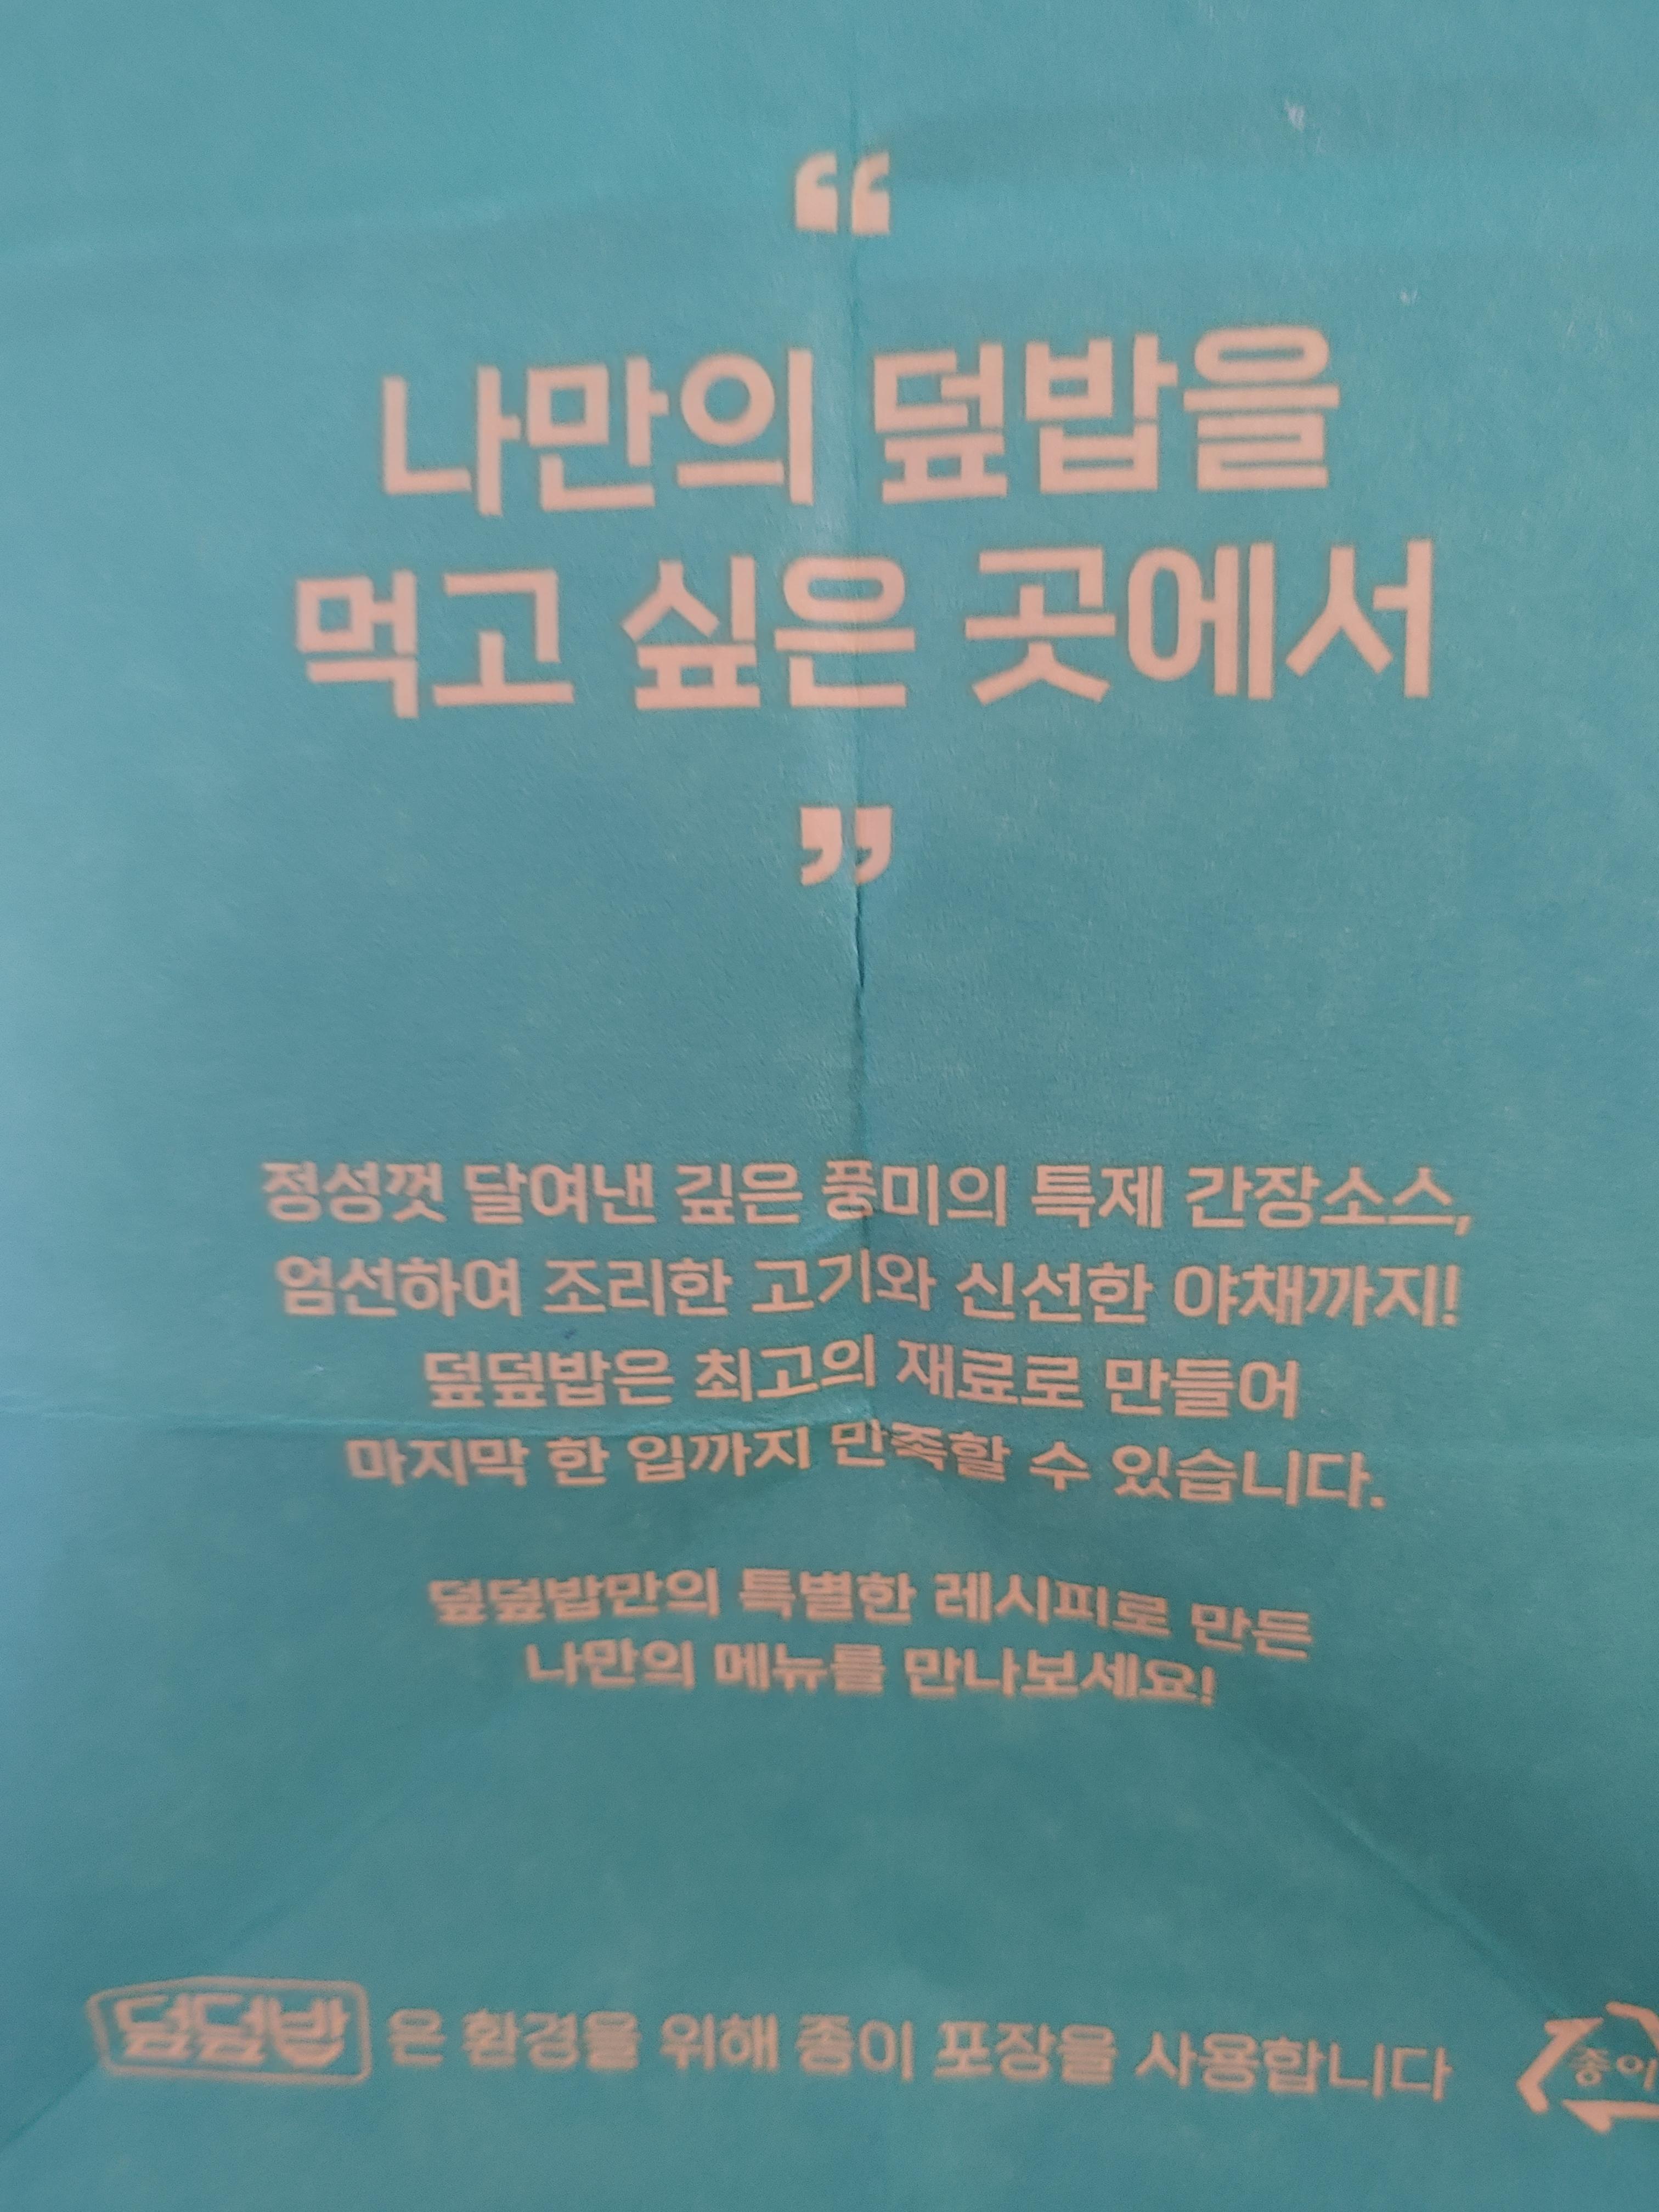 “
나만의 덮밥을
먹고 싶은 곳에서
”
정성껏 달여낸 깊은 풍미의 특제 간장소스,
엄선하여 조리한 고기와 신선한 야채까지!
덮덮밥은 최고의 재료로 만들어
마지막 한 입까지 만족할 수 있습니다.
덮덮밥만의 특별한 레시피로 만든
나만의 메뉴를 만나보세요!
덮덮밥은 환경을 위해 종이 포장을 사용합니다
종이